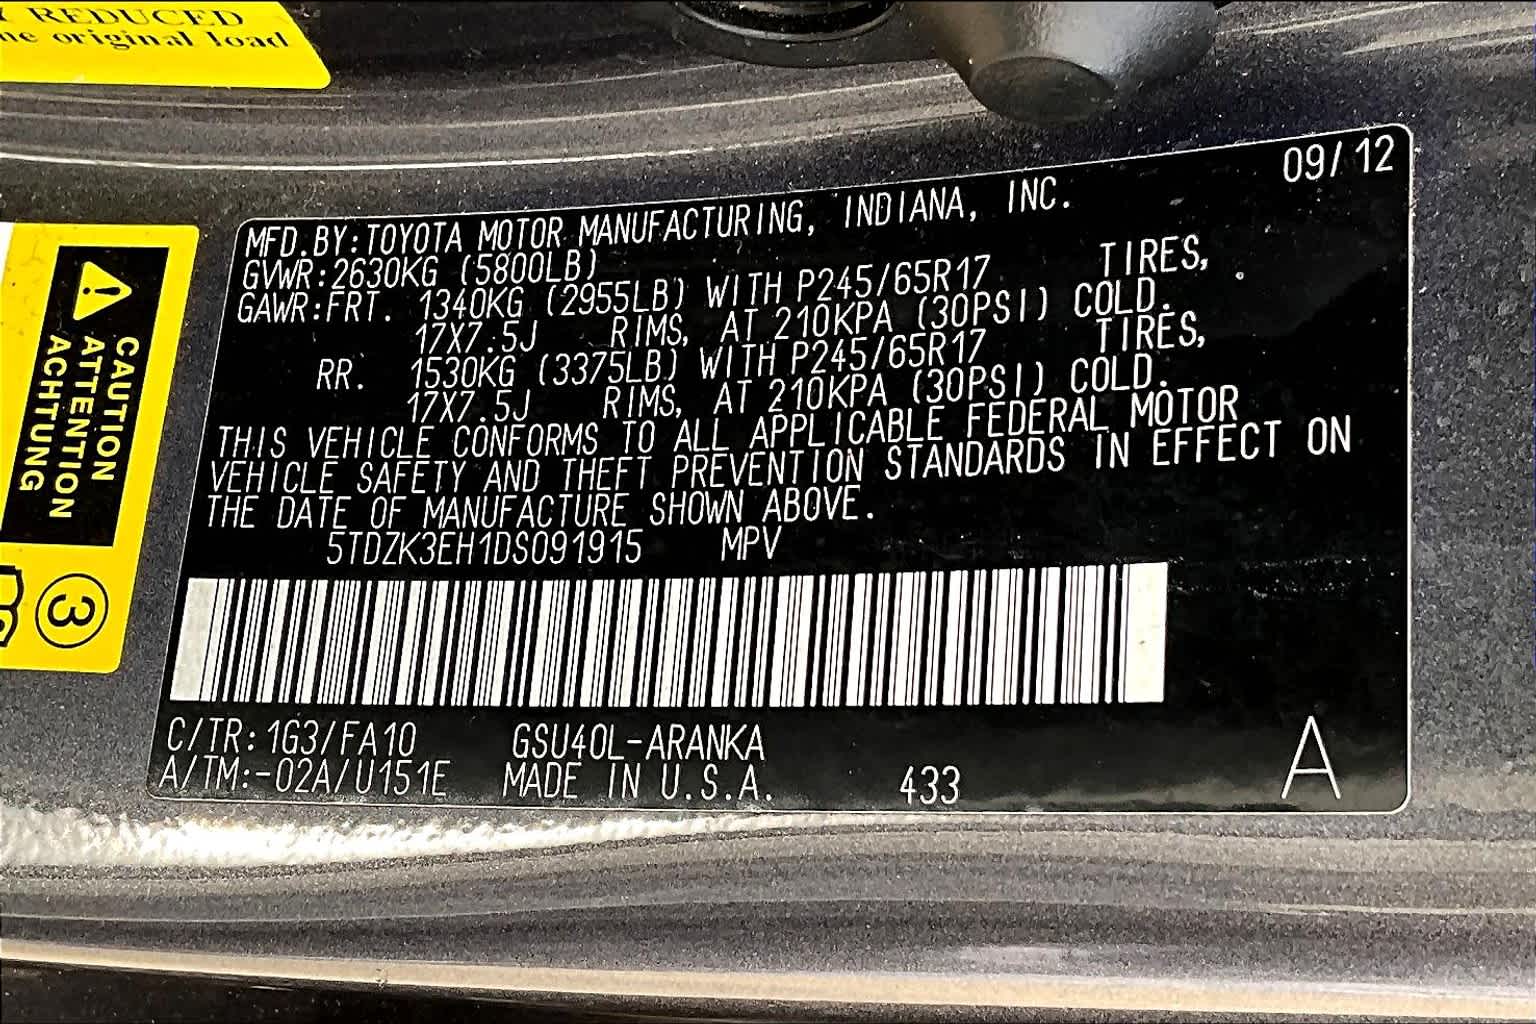 Y REDUCED
he original load
09/12
MFD.BY:TOYOTA MOTOR MANUFACTURING, INDIANA, INC.
GVWR:2630KG (5800LB)
GAWR:FRT. 1340KG (2955LB) WITH P245/65R17 TIRES,
17X7.5J RIMS, AT 210KPA (30PSI) COLD.
RR. 1530KG (3375LB) WITH P245/65R17 TIRES,
17X7.5J RIMS, AT 210KPA (30PSI) COLD.
THIS VEHICLE CONFORMS TO ALL APPLICABLE FEDERAL MOTOR
VEHICLE SAFETY AND THEFT PREVENTION STANDARDS IN EFFECT ON
THE DATE OF MANUFACTURE SHOWN ABOVE.
5TDZK3EH1DS091915 MPV
C/TR:1G3/FA10 GSU40L-ARANKA
A/TM:-02A/U151E MADE IN U.S.A. 433 A
CAUTION
ATTENTION
ACHTUNG
3